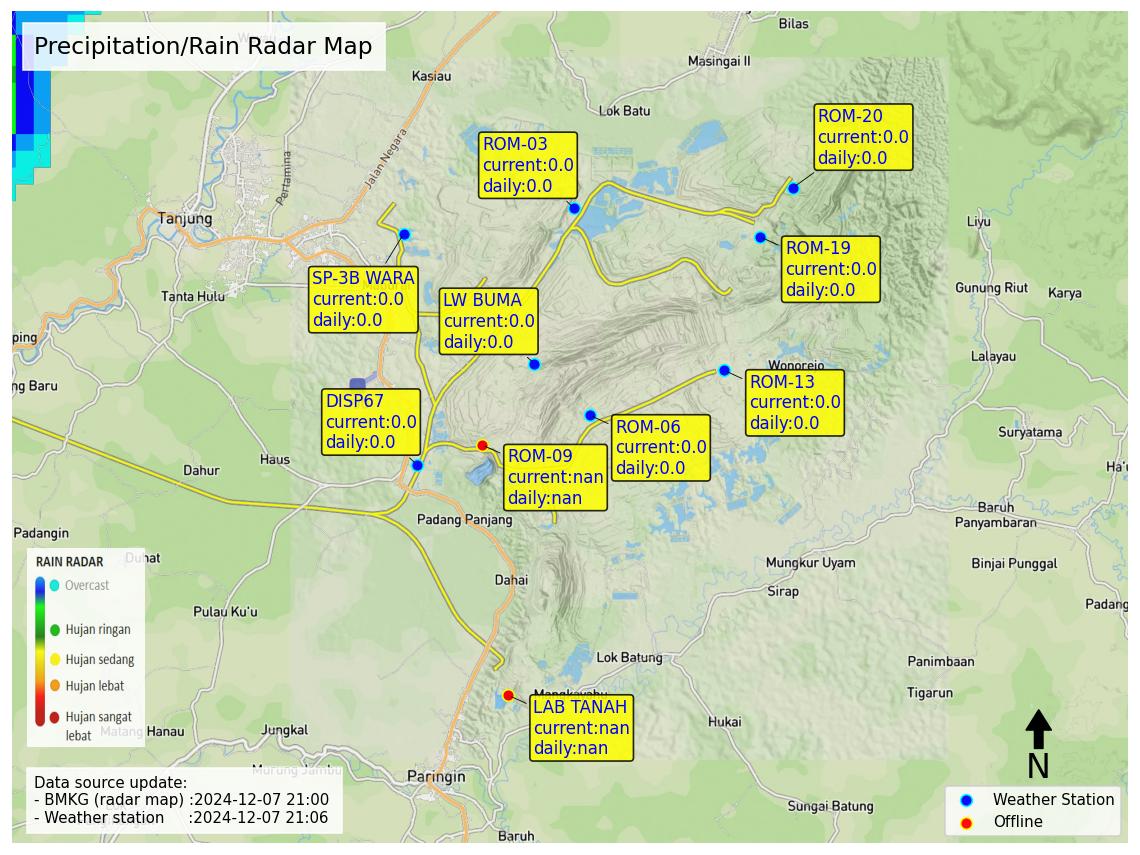 Precipitation/Rain Radar Map
Bilas
Masingai II
Kasiau
Lok Batu
Jalan Negara
Pertamina
ROM-20
current:0.0
daily:0.0
ROM-03
current:0.0
daily:0.0
Tanjung
Liyu
ROM-19
current:0.0
daily:0.0
SP-3B WARA
current:0.0
daily:0.0
LW BUMA
current:0.0
daily:0.0
Tanta Hulu
Gunung Riut
Karya
ping
Lalayau
ng Baru
Wonorejo
ROM-13
current:0.0
daily:0.0
DISP67
current:0.0
daily:0.0
ROM-06
current:0.0
daily:0.0
Suryatama
ROM-09
current:nan
daily:nan
Haus
Dahur
Ha'u
Padang Panjang
Baruh
Panyambaran
Padangin
Duhat
Mungkur Uyam
Binjai Punggal
Dahai
Sirap
Padang
Pulau Ku'u
RAIN RADAR
Overcast
Hujan ringan
Hujan sedang
Hujan lebat
Hujan sangat
lebat
Lok Batung
Panimbaan
Tigarun
Mangkayahu
LAB TANAH
current:nan
daily:nan
Hukai
Matang Hanau
Jungkal
Murung Jambu
Paringin
Sungai Batung
Baruh
Data source update:
- BMKG (radar map) :2024-12-07 21:00
- Weather station :2024-12-07 21:06
N
Weather Station
Offline